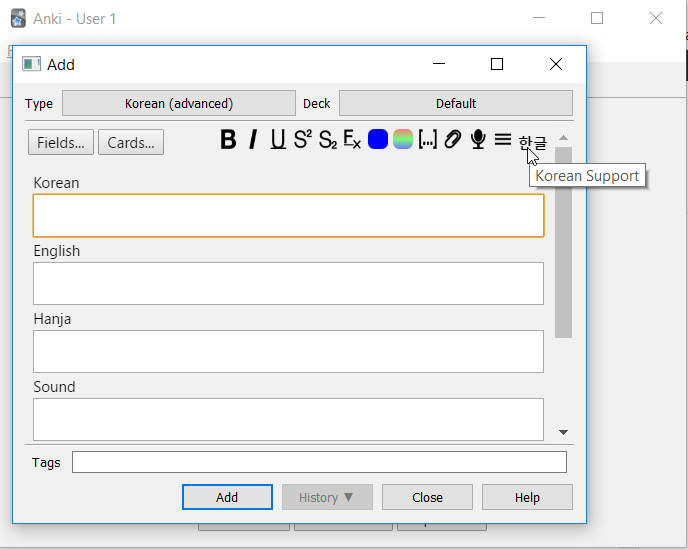 Anki - User 1
Add
Type Korean (advanced) Deck Default
Fields... Cards... B I U S² S₂ Ex [...] 한글
Korean Support
Korean
English
Hanja
Sound
Tags
Add History ▼ Close Help